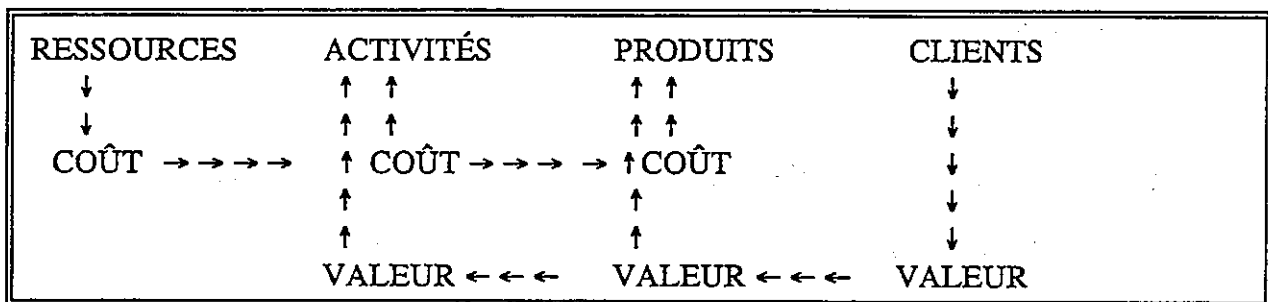 RESSOURCES ACTIVITÉS PRODUITS CLIENTS
↓ ↑ ↑ ↑ ↑ ↓
↓ ↑ ↑ ↑ ↑ ↓
COÛT →→→→ ↑ COÛT →→→ → ↑ COÛT ↓
↑ ↑ ↓
↑ ↑ ↓
VALEUR ←←← VALEUR ←←← VALEUR